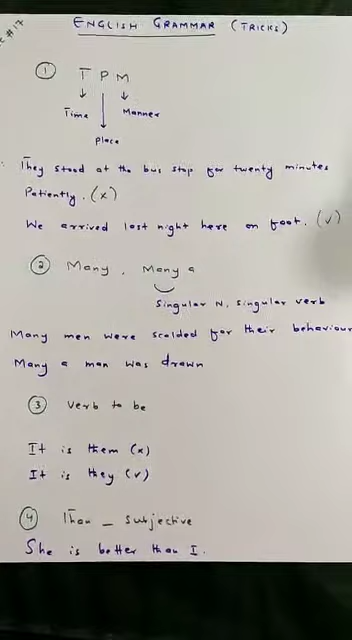 # 17
ENGLISH GRAMMAR (TRICKS)
① T P M
Time Manner
Place
They stood at the bus stop for twenty minutes
Patiently. (x)
We arrived last night here on foot. (✓)
② Many, Many a
Singular N, singular verb
Many men were scolded for their behaviour
Many a man was drawn
③ Verb to be
It is them (x)
It is they (✓)
④ Than _ subjective
She is better than I.